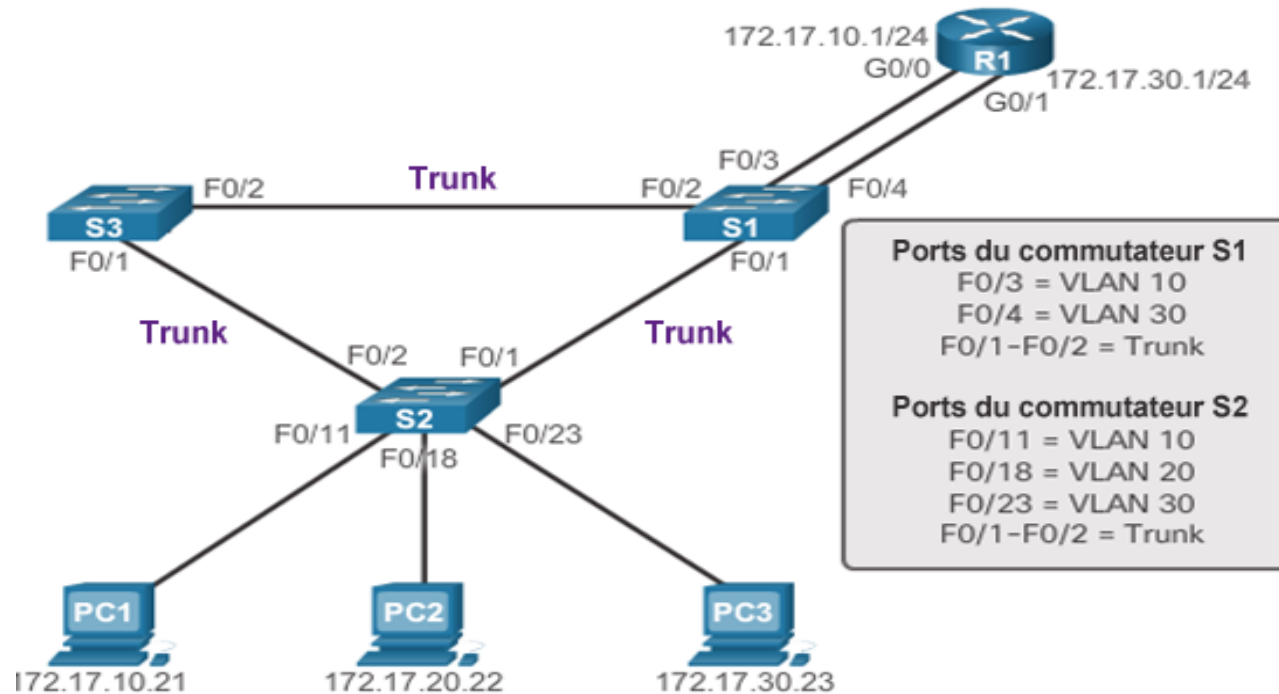 172.17.10.1/24
R1
G0/0
172.17.30.1/24
G0/1
F0/3
Trunk
F0/2
F0/2
F0/4
S3
S1
F0/1
F0/1
Ports du commutateur S1
F0/3 = VLAN 10
F0/4 = VLAN 30
F0/1-F0/2 = Trunk
Trunk
Trunk
F0/2
F0/1
S2
Ports du commutateur S2
F0/11 = VLAN 10
F0/18 = VLAN 20
F0/23 = VLAN 30
F0/1-F0/2 = Trunk
F0/11
F0/18
F0/23
PC1
PC2
PC3
172.17.10.21
172.17.20.22
172.17.30.23